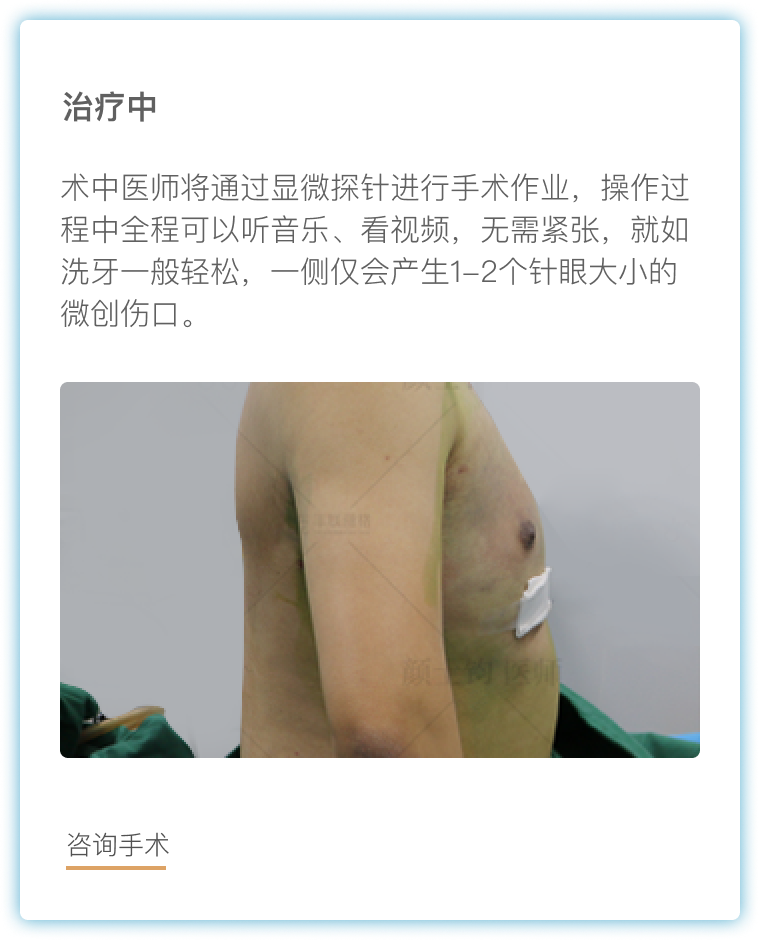 治疗中
术中医师将通过显微探针进行手术作业，操作过
程中全程可以听音乐、看视频，无需紧张，就如
洗牙一般轻松，一侧仅会产生1-2个针眼大小的
微创伤口。
医师
咨询手术